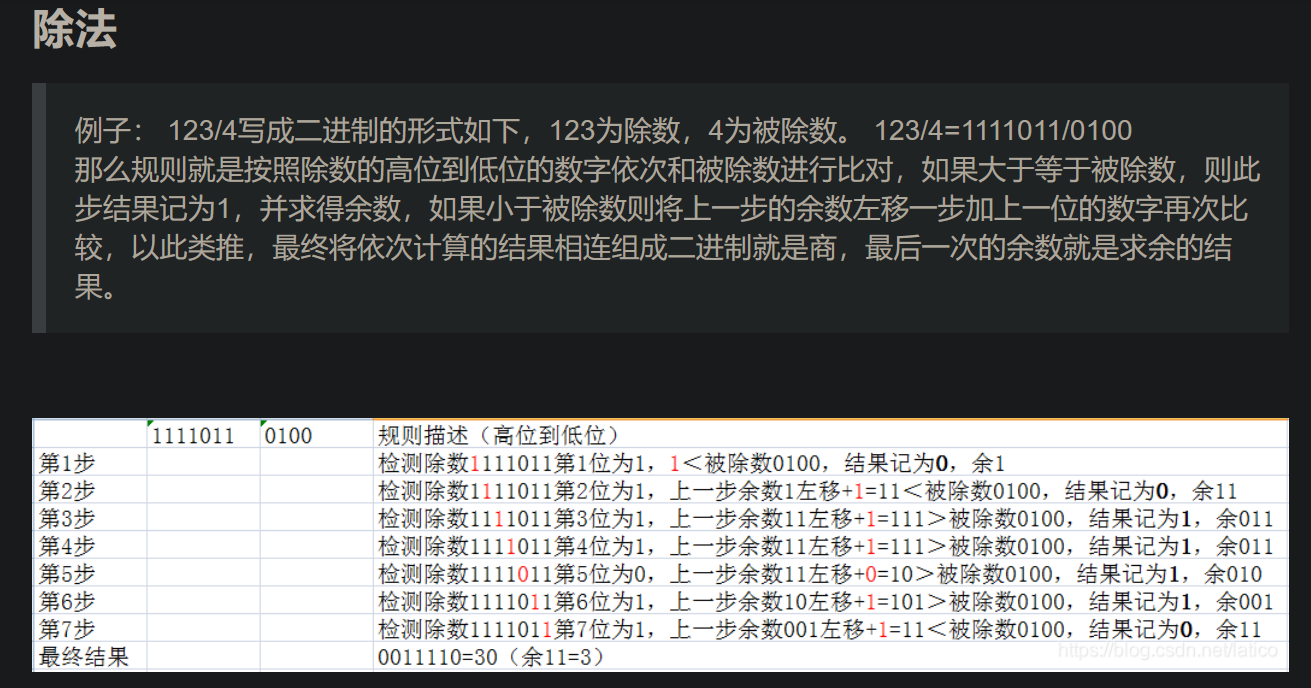 除法
例子： 123/4写成二进制的形式如下，123为除数，4为被除数。 123/4=1111011/0100
那么规则就是按照除数的高位到低位的数字依次和被除数进行比对，如果大于等于被除数，则此
步结果记为1，并求得余数，如果小于被除数则将上一步的余数左移一步加上一位的数字再次比
较，以此类推，最终将依次计算的结果相连组成二进制就是商，最后一次的余数就是求余的结
果。
1111011 0100 规则描述（高位到低位）
第1步 检测除数1111011第1位为1，1＜被除数0100，结果记为0，余1
第2步 检测除数1111011第2位为1，上一步余数1左移+1=11＜被除数0100，结果记为0，余11
第3步 检测除数1111011第3位为1，上一步余数11左移+1=111＞被除数0100，结果记为1，余011
第4步 检测除数1111011第4位为1，上一步余数11左移+1=111＞被除数0100，结果记为1，余011
第5步 检测除数1111011第5位为0，上一步余数11左移+0=10＞被除数0100，结果记为1，余010
第6步 检测除数1111011第6位为1，上一步余数10左移+1=101＞被除数0100，结果记为1，余001
第7步 检测除数1111011第7位为1，上一步余数001左移+1=11＜被除数0100，结果记为0，余11
最终结果 0011110=30（余11=3）
https://blog.csdn.net/latico